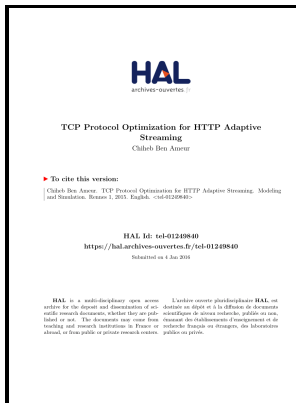 HAL
archives-ouvertes.fr
TCP Protocol Optimization for HTTP Adaptive
Streaming
Chiheb Ben Ameur
▶ To cite this version:
Chiheb Ben Ameur. TCP Protocol Optimization for HTTP Adaptive Streaming. Modeling
and Simulation. Rennes 1, 2015. English. <tel-01249840>
HAL Id: tel-01249840
https://hal.archives-ouvertes.fr/tel-01249840
Submitted on 4 Jan 2016
HAL is a multi-disciplinary open access
archive for the deposit and dissemination of sci-
entific research documents, whether they are pub-
lished or not. The documents may come from
teaching and research institutions in France or
abroad, or from public or private research centers.
L'archive ouverte pluridisciplinaire HAL, est
destinée au dépôt et à la diffusion de documents
scientifiques de niveau recherche, publiés ou non,
émanant des établissements d'enseignement et de
recherche français ou étrangers, des laboratoires
publics ou privés.